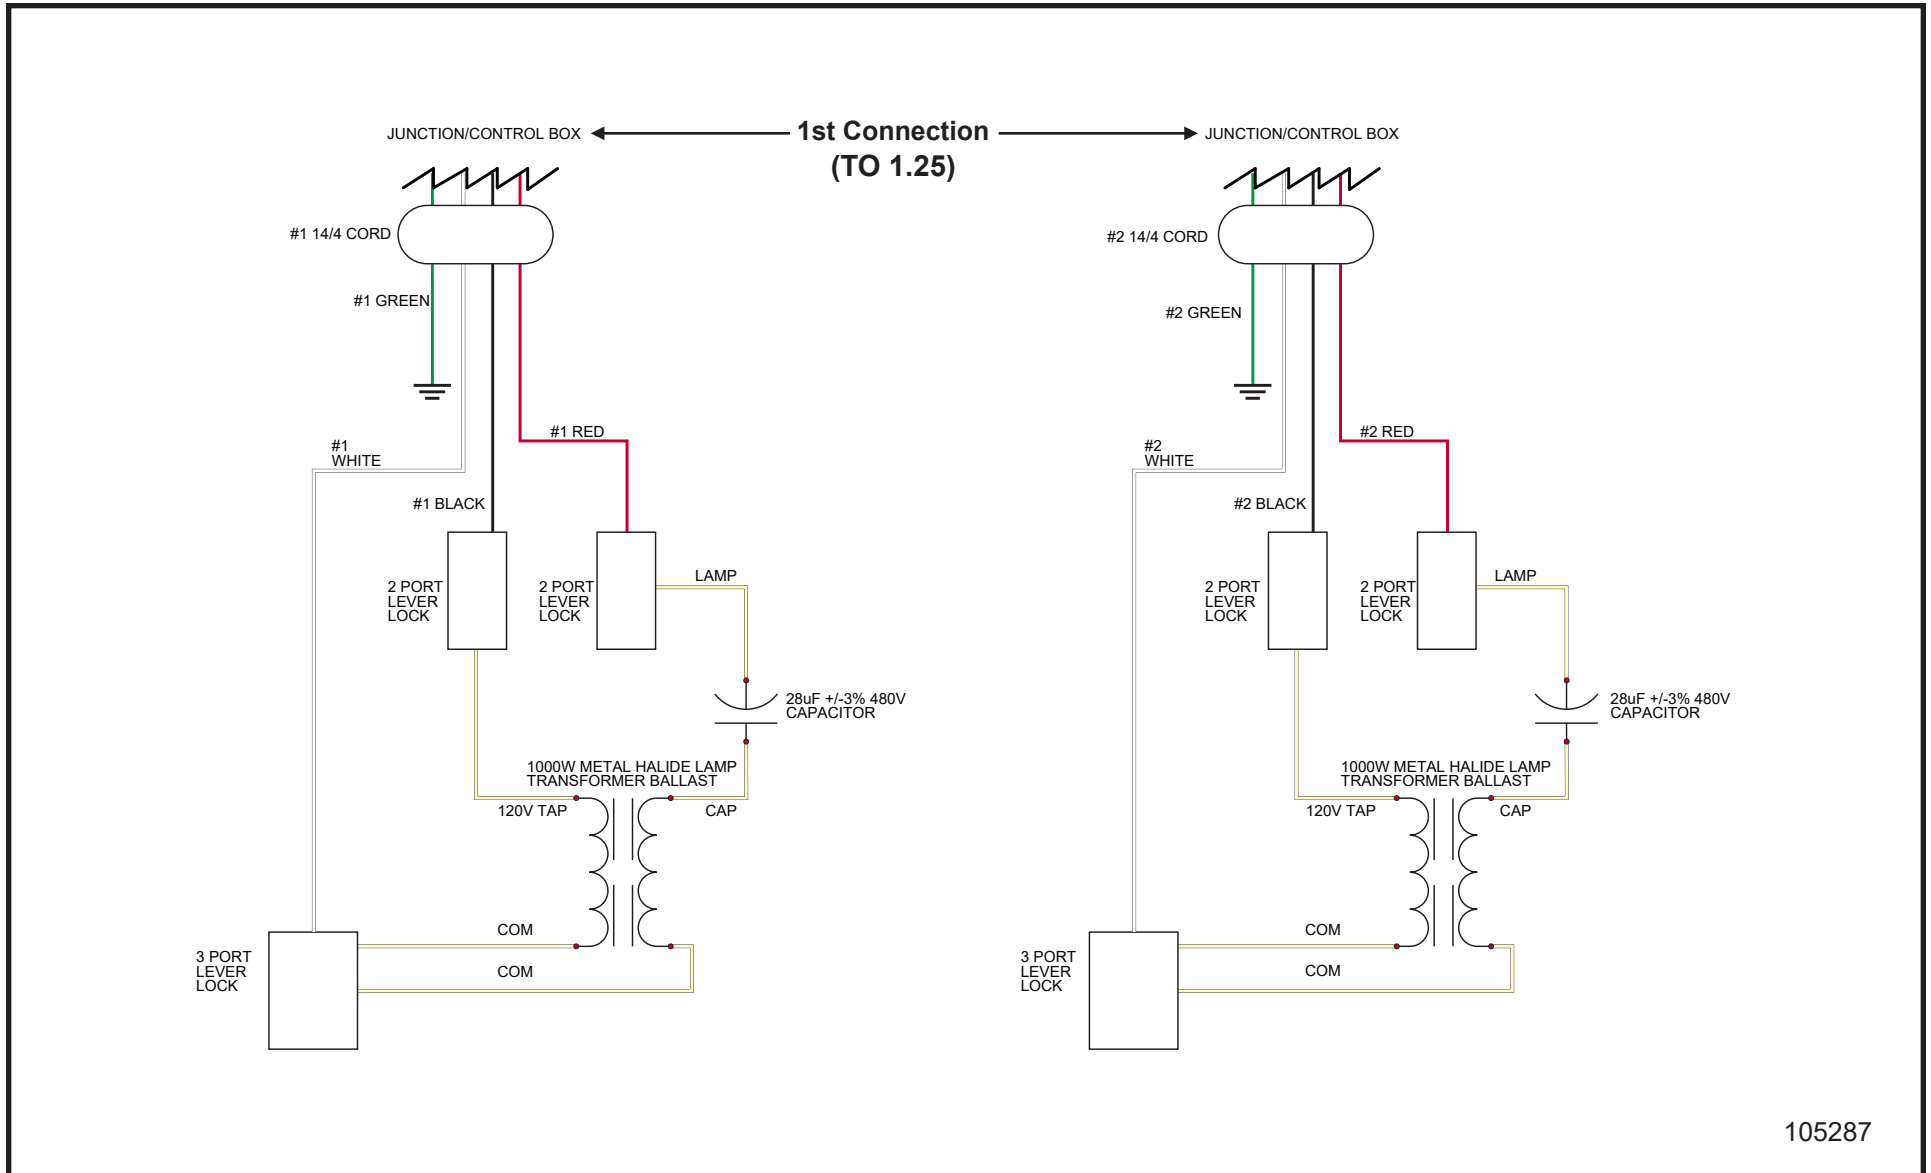 JUNCTION/CONTROL BOX
1st Connection
(TO 1.25)
JUNCTION/CONTROL BOX
#1 14/4 CORD
#1 GREEN
#1 RED
#1
WHITE
#1 BLACK
2 PORT
LEVER
LOCK
2 PORT
LEVER
LOCK
LAMP
28uF +/-3% 480V
CAPACITOR
1000W METAL HALIDE LAMP
TRANSFORMER BALLAST
120V TAP
CAP
COM
COM
3 PORT
LEVER
LOCK
#2 14/4 CORD
#2 GREEN
#2 RED
#2
WHITE
#2 BLACK
2 PORT
LEVER
LOCK
2 PORT
LEVER
LOCK
LAMP
28uF +/-3% 480V
CAPACITOR
1000W METAL HALIDE LAMP
TRANSFORMER BALLAST
120V TAP
CAP
COM
COM
3 PORT
LEVER
LOCK
105287